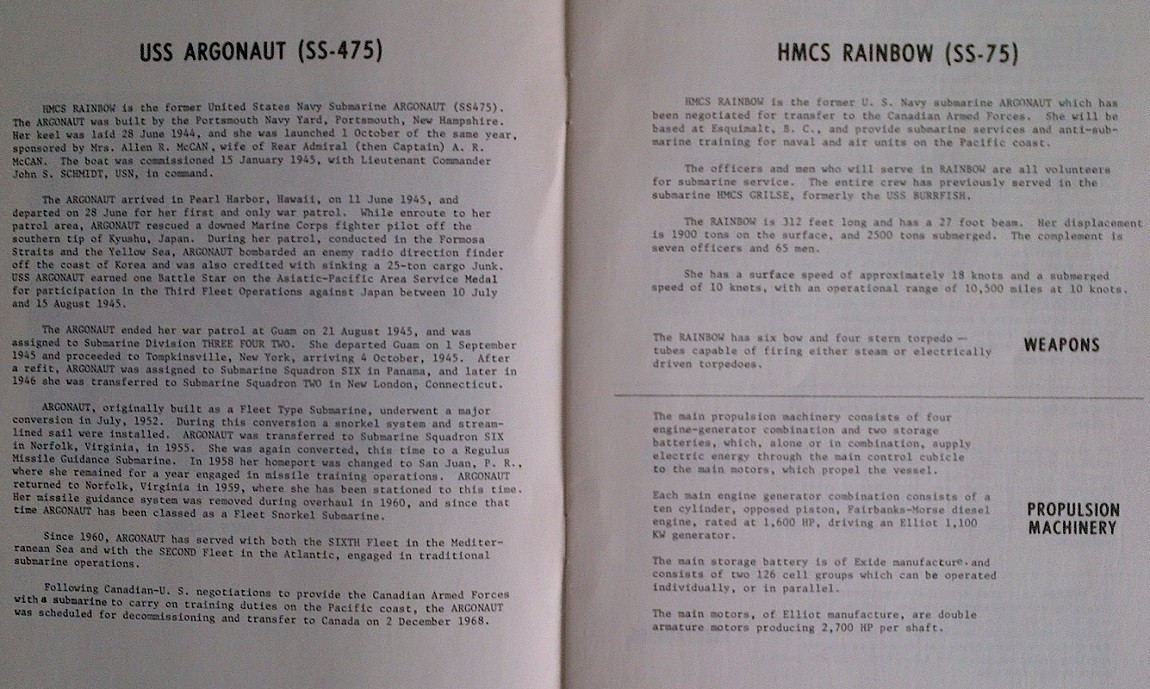 USS ARGONAUT (SS-475)
HMCS RAINBOW is the former United States Navy Submarine ARGONAUT (SS475).
The ARGONAUT was built by the Portsmouth Navy Yard, Portsmouth, New Hampshire.
Her keel was laid 28 June 1944, and she was launched 1 October of the same year,
sponsored by Mrs. Allen R. McCAN, wife of Rear Admiral (then Captain) A. R.
McCAN. The boat was commissioned 15 January 1945, with Lieutenant Commander
John S. SCHMIDT, USN, in command.
The ARGONAUT arrived in Pearl Harbor, Hawaii, on 11 June 1945, and
departed on 28 June for her first and only war patrol. While enroute to her
patrol area, ARGONAUT rescued a downed Marine Corps fighter pilot off the
southern tip of Kyushu, Japan. During her patrol, conducted in the Formosa
Straits and the Yellow Sea, ARGONAUT bombarded an enemy radio direction finder
off the coast of Korea and was also credited with sinking a 25-ton cargo Junk.
USS ARGONAUT earned one Battle Star on the Asiatic-Pacific Area Service Medal
for participation in the Third Fleet Operations against Japan between 10 July
and 15 August 1945.
The ARGONAUT ended her war patrol at Guam on 21 August 1945, and was
assigned to Submarine Division THREE FOUR TWO. She departed Guam on 1 September
1945 and proceeded to Tompkinsville, New York, arriving 4 October, 1945. After
a refit, ARGONAUT was assigned to Submarine Squadron SIX in Panama, and later in
1946 she was transferred to Submarine Squadron TWO in New London, Connecticut.
ARGONAUT, originally built as a Fleet Type Submarine, underwent a major
conversion in July, 1952. During this conversion a snorkel system and stream-
lined sail were installed. ARGONAUT was transferred to Submarine Squadron SIX
in Norfolk, Virginia, in 1955. She was again converted, this time to a Regulus
Missile Guidance Submarine. In 1958 her homeport was changed to San Juan, P. R.,
where she remained for a year engaged in missile training operations. ARGONAUT
returned to Norfolk, Virginia in 1959, where she has been stationed to this time.
Her missile guidance system was removed during overhaul in 1960, and since that
time ARGONAUT has been classed as a Fleet Snorkel Submarine.
Since 1960, ARGONAUT has served with both the SIXTH Fleet in the Mediter-
ranean Sea and with the SECOND Fleet in the Atlantic, engaged in traditional
submarine operations.
Following Canadian-U. S. negotiations to provide the Canadian Armed Forces
with a submarine to carry on training duties on the Pacific coast, the ARGONAUT
was scheduled for decommissioning and transfer to Canada on 2 December 1968.
HMCS RAINBOW (SS-75)
HMCS RAINBOW is the former U. S. Navy submarine ARGONAUT which has
been negotiated for transfer to the Canadian Armed Forces. She will be
based at Esquimalt, B. C., and provide submarine services and anti-sub-
marine training for naval and air units on the Pacific coast.
The officers and men who will serve in RAINBOW are all volunteers
for submarine service. The entire crew has previously served in the
submarine HMCS GRILSE, formerly the USS BURRFISH.
The RAINBOW is 312 feet long and has a 27 foot beam. Her displacement
is 1900 tons on the surface, and 2500 tons submerged. The complement is
seven officers and 65 men.
She has a surface speed of approximately 18 knots and a submerged
speed of 10 knots, with an operational range of 10,500 miles at 10 knots.
The RAINBOW has six bow and four stern torpedo —
tubes capable of firing either steam or electrically
driven torpedoes.
WEAPONS
The main propulsion machinery consists of four
engine-generator combination and two storage
batteries, which, alone or in combination, supply
electric energy through the main control cubicle
to the main motors, which propel the vessel.
Each main engine generator combination consists of a
ten cylinder, opposed piston, Fairbanks-Morse diesel
engine, rated at 1,600 HP, driving an Elliot 1,100
KW generator.
PROPULSION
MACHINERY
The main storage battery is of Exide manufacture and
consists of two 126 cell groups which can be operated
individually, or in parallel.
The main motors, of Elliot manufacture, are double
armature motors producing 2,700 HP per shaft.